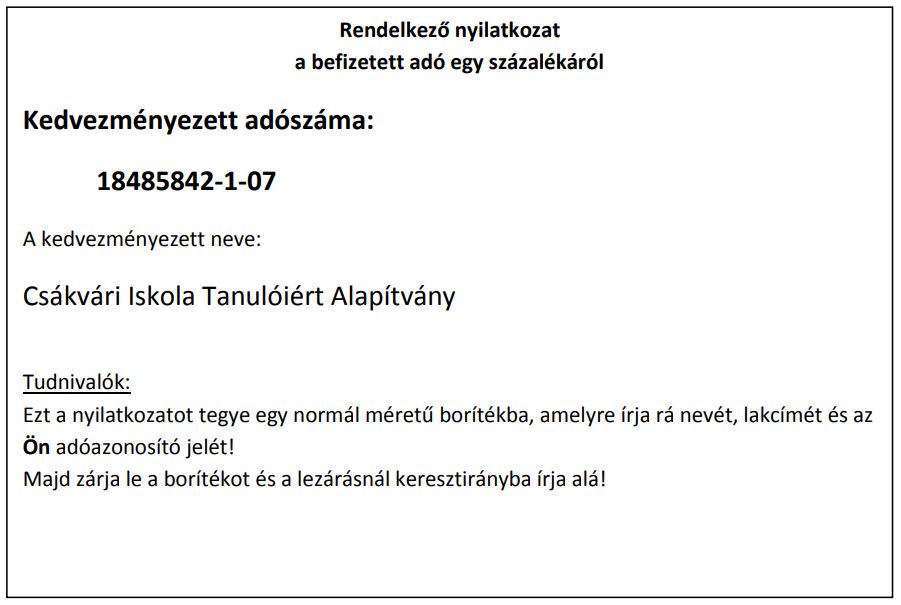 Rendelkező nyilatkozat
a befizetett adó egy százalékáról
Kedvezményezett adószáma:
18485842-1-07
A kedvezményezett neve:
Csákvári Iskola Tanulóiért Alapítvány
Tudnivalók:
Ezt a nyilatkozatot tegye egy normál méretű borítékba, amelyre írja rá nevét, lakcímét és az
Ön adóazonosító jelét!
Majd zárja le a borítékot és a lezárásnál keresztirányba írja alá!